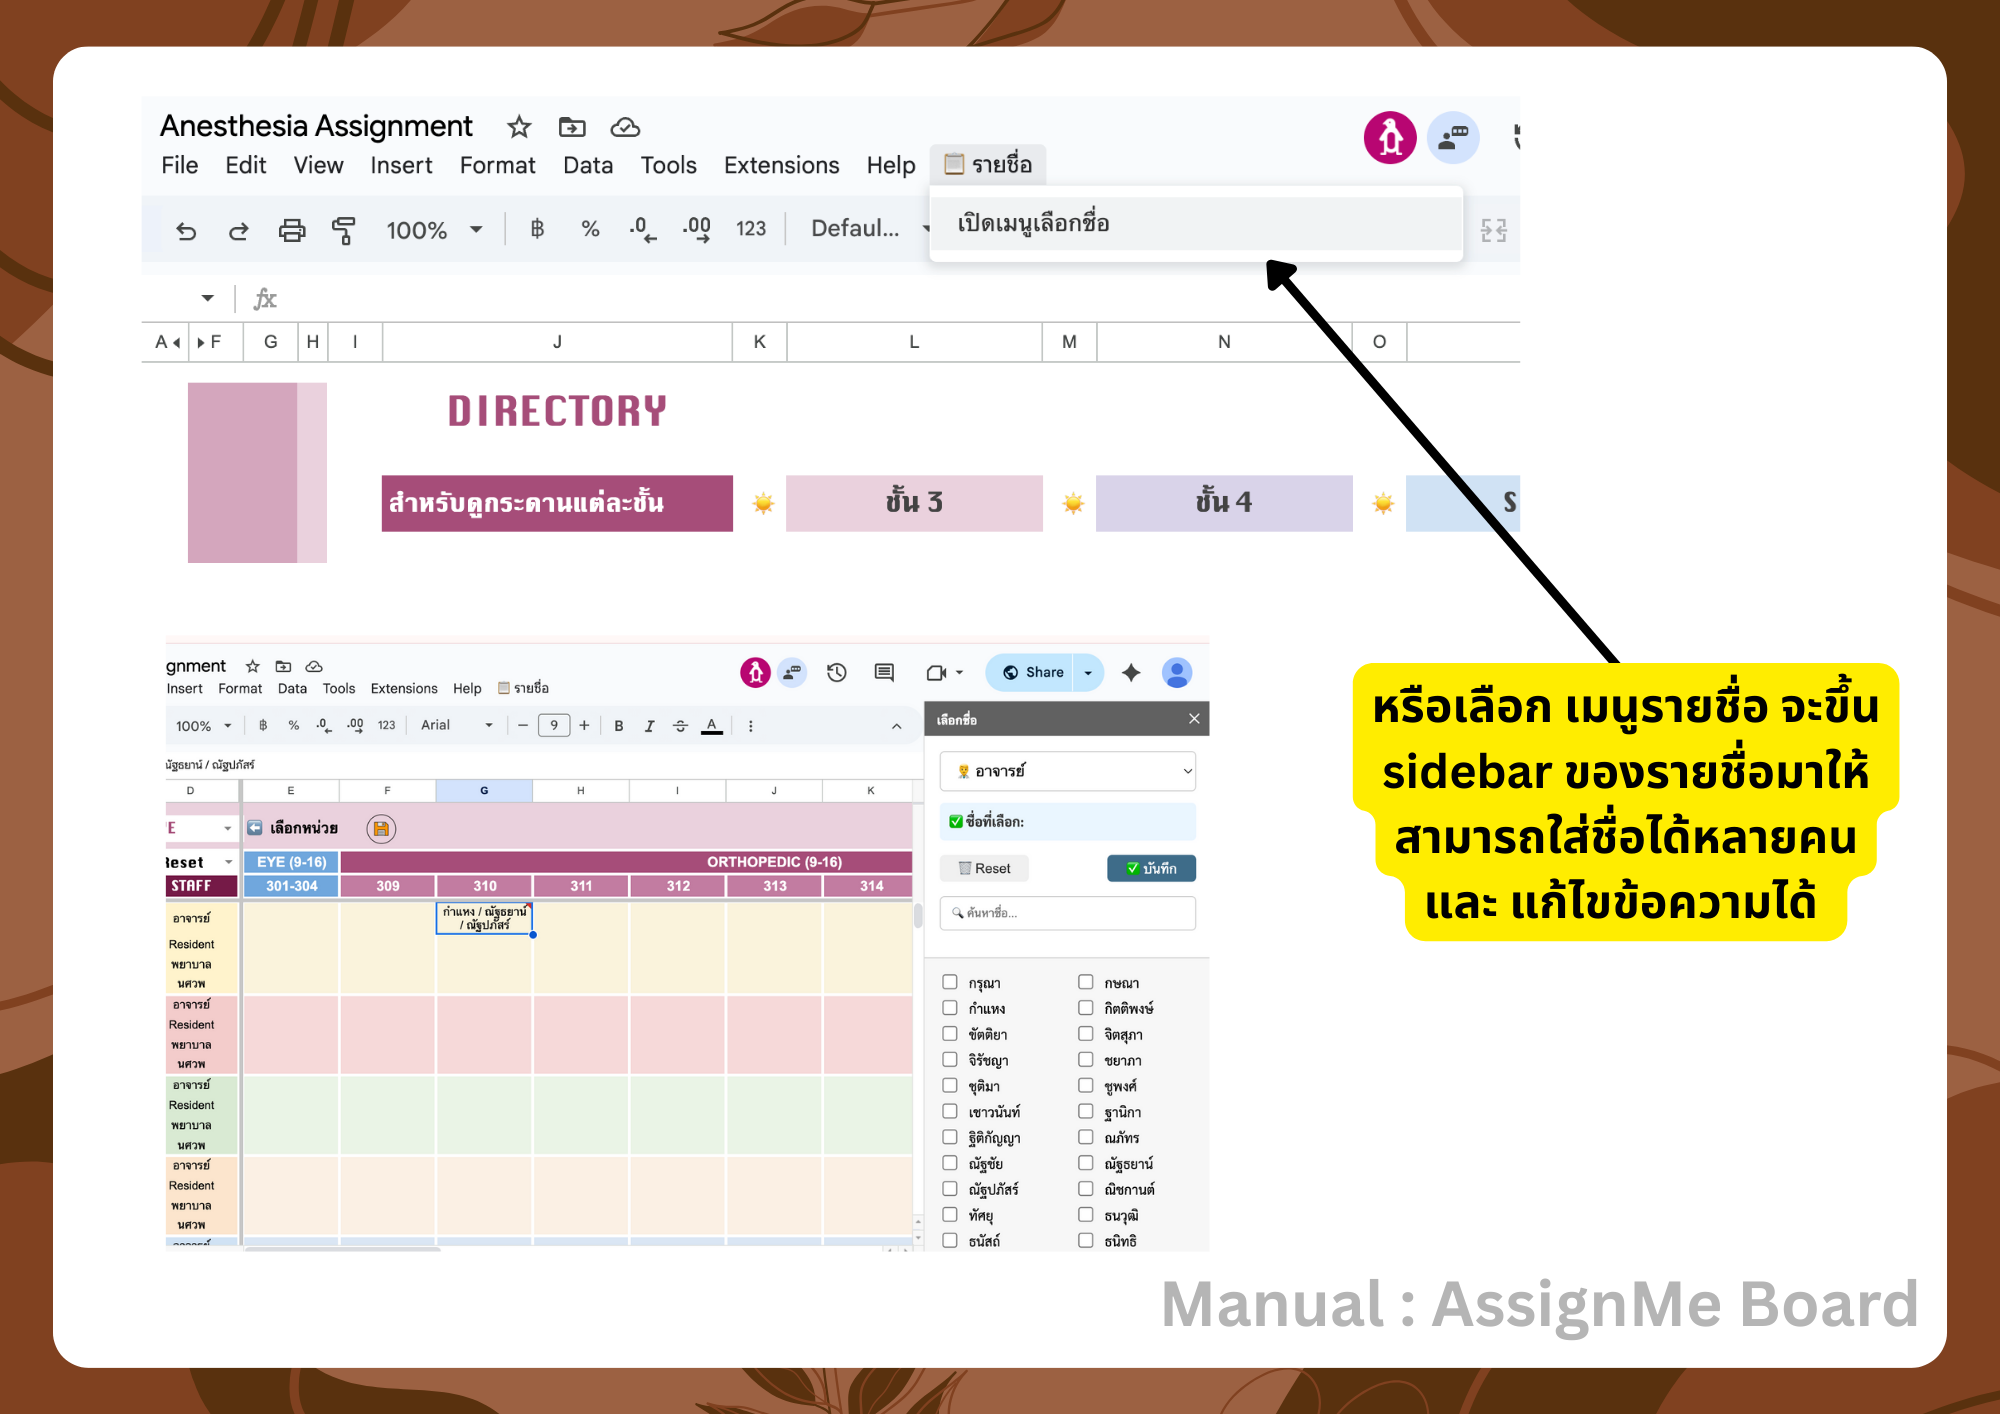 Anesthesia Assignment
File Edit View Insert Format Data Tools Extensions Help 📋 รายชื่อ
100% ฿ % .0 .00 123 Defaul...
เปิดเมนูเลือกชื่อ
fx
A F G H I J K L M N O
DIRECTORY
สำหรับดูกระดานแต่ละชั้น ชั้น 3 ชั้น 4 S
gnment
Insert Format Data Tools Extensions Help 📋 รายชื่อ
Share
100% ฿ % .0 .00 123 Arial 9 B I S A
ณัฐธยาน์ / ณัฐปภัสร์
D E F G H I J K
E เลือกหน่วย
Reset EYE (9-16) ORTHOPEDIC (9-16)
STAFF 301-304 309 310 311 312 313 314
อาจารย์ กำแหง / ณัฐธยาน์
/ ณัฐปภัสร์
Resident
พยาบาล
นศวพ
อาจารย์
Resident
พยาบาล
นศวพ
อาจารย์
Resident
พยาบาล
นศวพ
อาจารย์
Resident
พยาบาล
นศวพ
เลือกชื่อ
อาจารย์
✅ ชื่อที่เลือก:
Reset ✅ บันทึก
ค้นหาชื่อ...
กรุณา กษณา
กำแหง กิตติพงษ์
ขัตติยา จิตสุภา
จิรัชญา ชยาภา
ชุติมา ชูพงศ์
เชาวนันท์ ฐานิกา
ฐิติกัญญา ณภัทร
ณัฐชัย ณัฐธยาน์
ณัฐปภัสร์ ณิชกานต์
ทัศยุ ธนวุฒิ
ธนัสถ์ ธนิทธิ
หรือเลือก เมนูรายชื่อ จะขึ้น
sidebar ของรายชื่อมาให้
สามารถใส่ชื่อได้หลายคน
และ แก้ไขข้อความได้
Manual : AssignMe Board